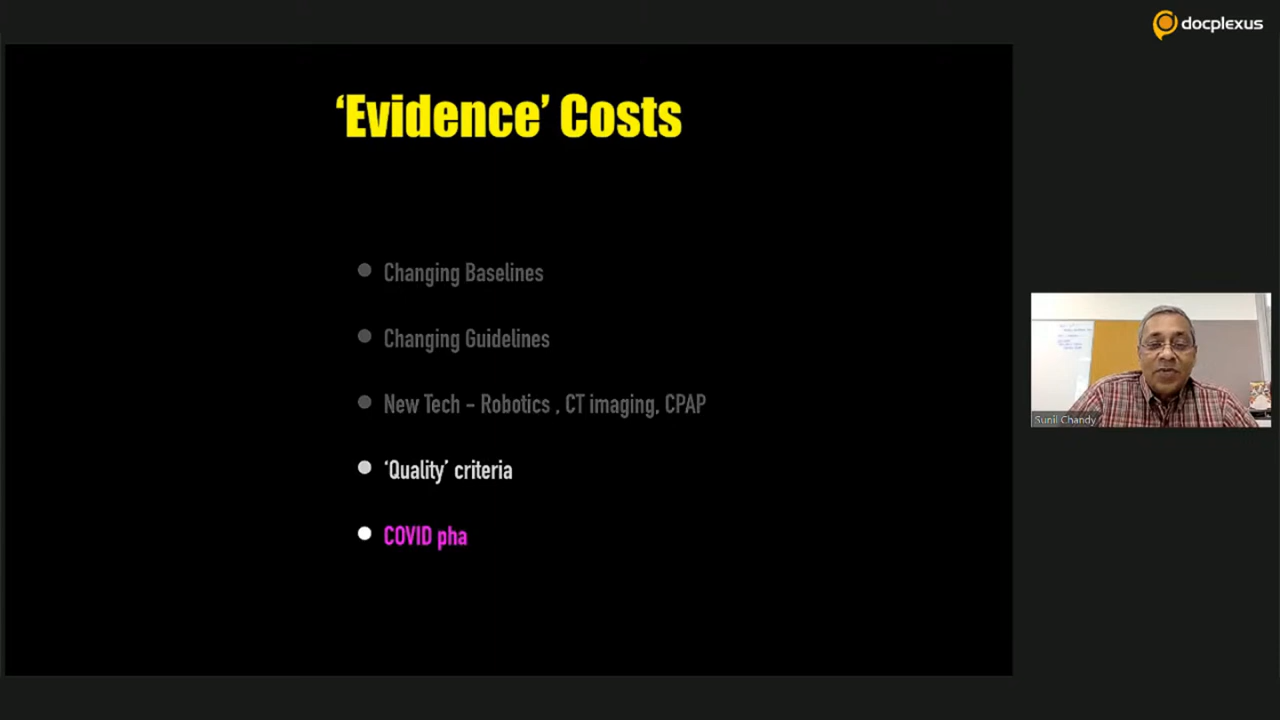 docplexus
‘Evidence’ Costs
Changing Baselines
Changing Guidelines
New Tech – Robotics , CT imaging, CPAP
‘Quality’ criteria
COVID pha
Sunil Chandy